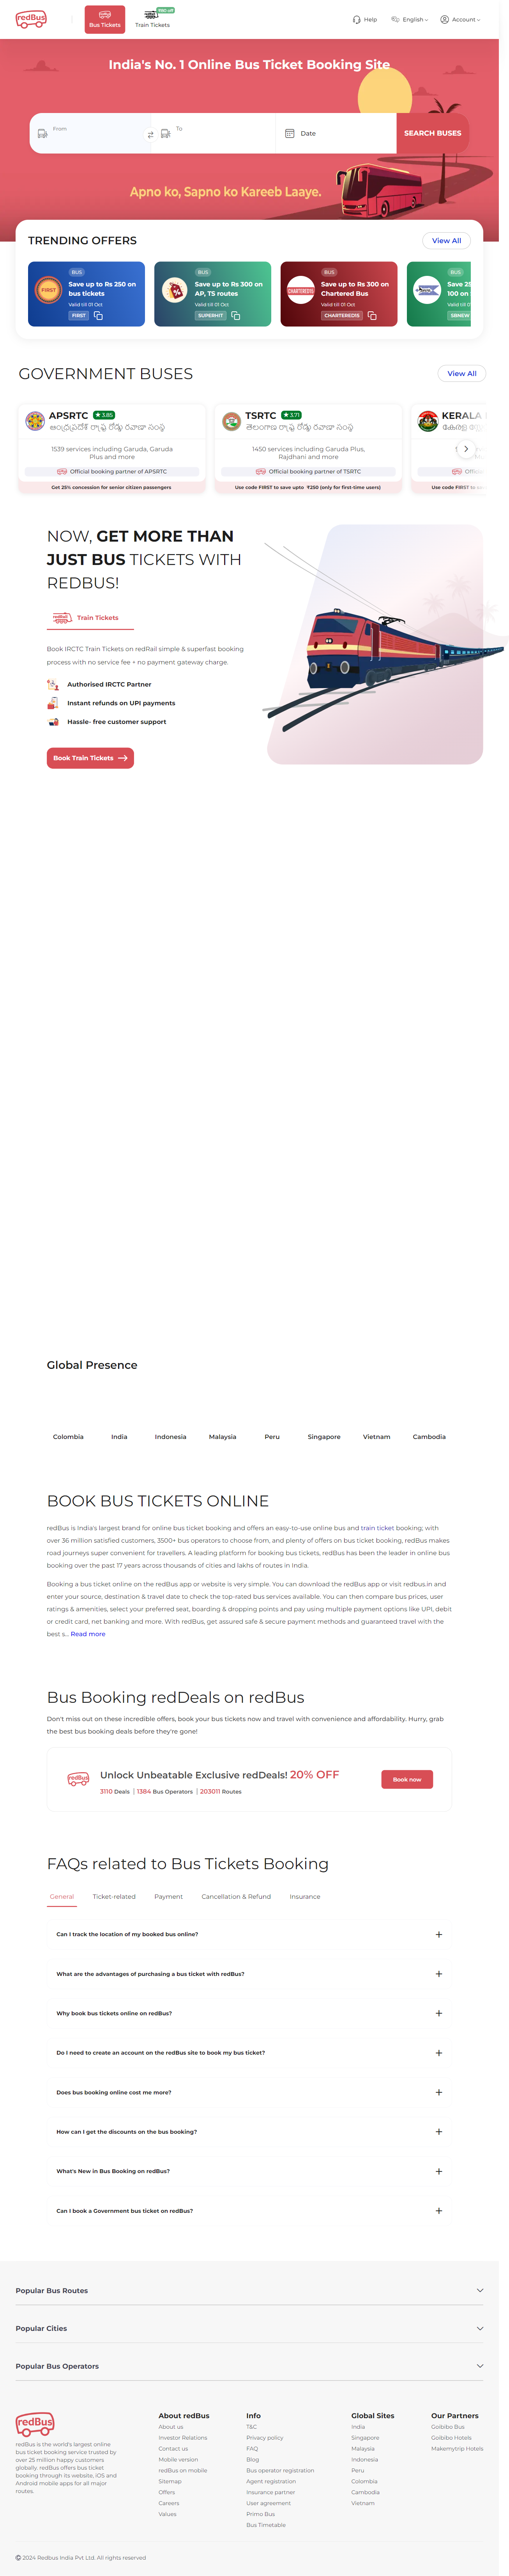 redBus
Bus Tickets
Train Tickets
Help
English
Account
India's No. 1 Online Bus Ticket Booking Site
From
To
Date
SEARCH BUSES
Apno ko, Sapno ko Kareeb Laaye.
TRENDING OFFERS
View All
BUS
Save up to Rs 250 on
bus tickets
Valid till 01 Oct
FIRST
FIRST
BUS
Save up to Rs 300 on
AP, TS routes
Valid till 01 Oct
SUPERHIT
BUS
Save up to Rs 300 on
Chartered Bus
Valid till 01 Oct
CHARTERED15
BUS
Save 25
100 on
Valid till 01 Oct
SBNEW
GOVERNMENT BUSES
View All
APSRTC
3.85
ఆంధ్రప్రదేశ్ రాష్ట్ర రోడ్డు రవాణా సంస్థ
1539 services including Garuda, Garuda
Plus and more
Official booking partner of APSRTC
Get 25% concession for senior citizen passengers
TSRTC
3.71
తెలంగాణ రాష్ట్ర రోడ్డు రవాణా సంస్థ
1450 services including Garuda Plus,
Rajdhani and more
Official booking partner of TSRTC
Use code FIRST to save upto ₹250 (only for first-time users)
KERALA
Use code FIRST to
NOW, GET MORE THAN
JUST BUS TICKETS WITH
REDBUS!
Train Tickets
Book IRCTC Train Tickets on redRail simple & superfast booking
process with no service fee + no payment gateway charge.
Authorised IRCTC Partner
Instant refunds on UPI payments
Hassle- free customer support
Book Train Tickets
Global Presence
Colombia
India
Indonesia
Malaysia
Peru
Singapore
Vietnam
Cambodia
BOOK BUS TICKETS ONLINE
redBus is India's largest brand for online bus ticket booking and offers an easy-to-use online bus and train ticket booking; with
over 36 million satisfied customers, 3500+ bus operators to choose from, and plenty of offers on bus ticket booking, redBus makes
road journeys super convenient for travellers. A leading platform for booking bus tickets, redBus has been the leader in online bus
booking over the past 17 years across thousands of cities and lakhs of routes in India.
Booking a bus ticket online on the redBus app or website is very simple. You can download the redBus app or visit redbus.in and
enter your source, destination & travel date to check the top-rated bus services available. You can then compare bus prices, user
ratings & amenities, select your preferred seat, boarding & dropping points and pay using multiple payment options like UPI, debit
or credit card, net banking and more. With redBus, get assured safe & secure payment methods and guaranteed travel with the
best s... Read more
Bus Booking redDeals on redBus
Don't miss out on these incredible offers, book your bus tickets now and travel with convenience and affordability. Hurry, grab
the best bus booking deals before they're gone!
redBus
Unlock Unbeatable Exclusive redDeals! 20% OFF
3110 Deals | 1384 Bus Operators | 203011 Routes
Book now
FAQs related to Bus Tickets Booking
General
Ticket-related
Payment
Cancellation & Refund
Insurance
Can I track the location of my booked bus online?
What are the advantages of purchasing a bus ticket with redBus?
Why book bus tickets online on redBus?
Do I need to create an account on the redBus site to book my bus ticket?
Does bus booking online cost me more?
How can I get the discounts on the bus booking?
What's New in Bus Booking on redBus?
Can I book a Government bus ticket on redBus?
Popular Bus Routes
Popular Cities
Popular Bus Operators
redBus
redBus is the world's largest online
bus ticket booking service trusted by
over 25 million happy customers
globally. redBus offers bus ticket
booking through its website, iOS and
Android mobile apps for all major
routes.
About redBus
About us
Investor Relations
Contact us
Mobile version
redBus on mobile
Sitemap
Offers
Careers
Values
Info
T&C
Privacy policy
FAQ
Blog
Bus operator registration
Agent registration
Insurance partner
User agreement
Primo Bus
Bus Timetable
Global Sites
India
Singapore
Malaysia
Indonesia
Peru
Colombia
Cambodia
Vietnam
Our Partners
Goibibo Bus
Goibibo Hotels
Makemytrip Hotels
© 2024 Redbus India Pvt Ltd. All rights reserved